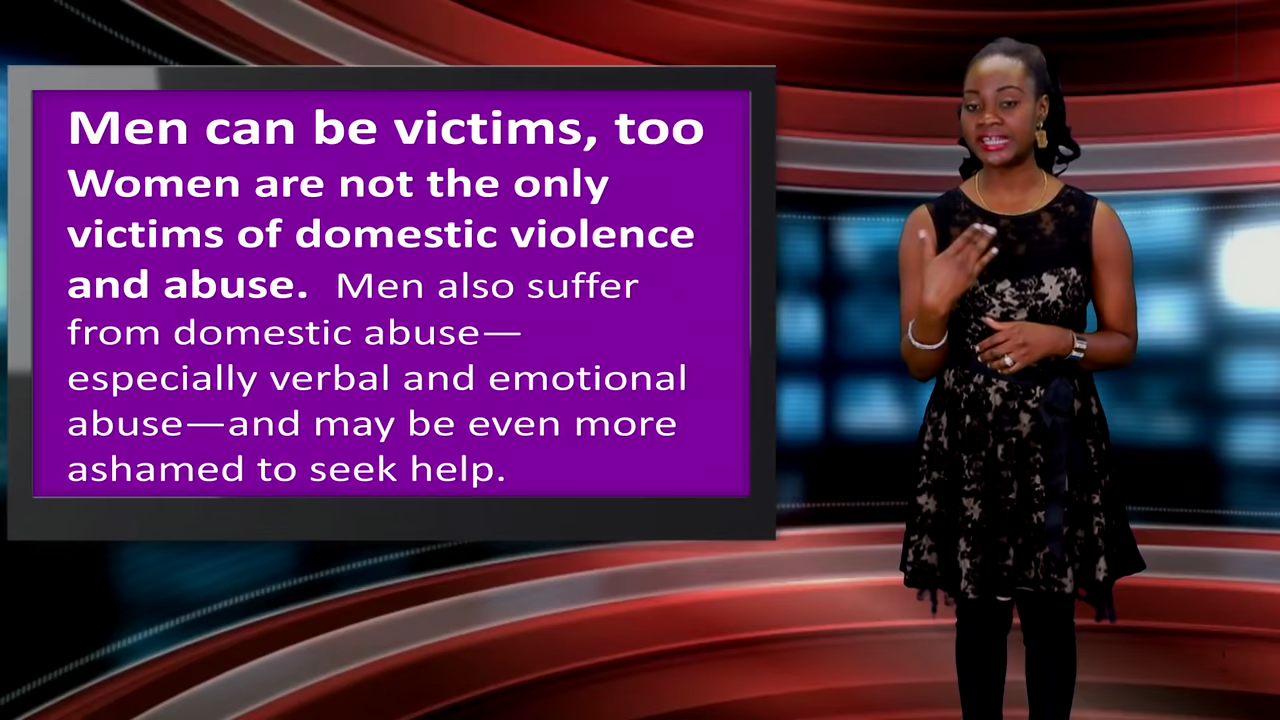 Men can be victims, too
Women are not the only
victims of domestic violence
and abuse. Men also suffer
from domestic abuse—
especially verbal and emotional
abuse—and may be even more
ashamed to seek help.